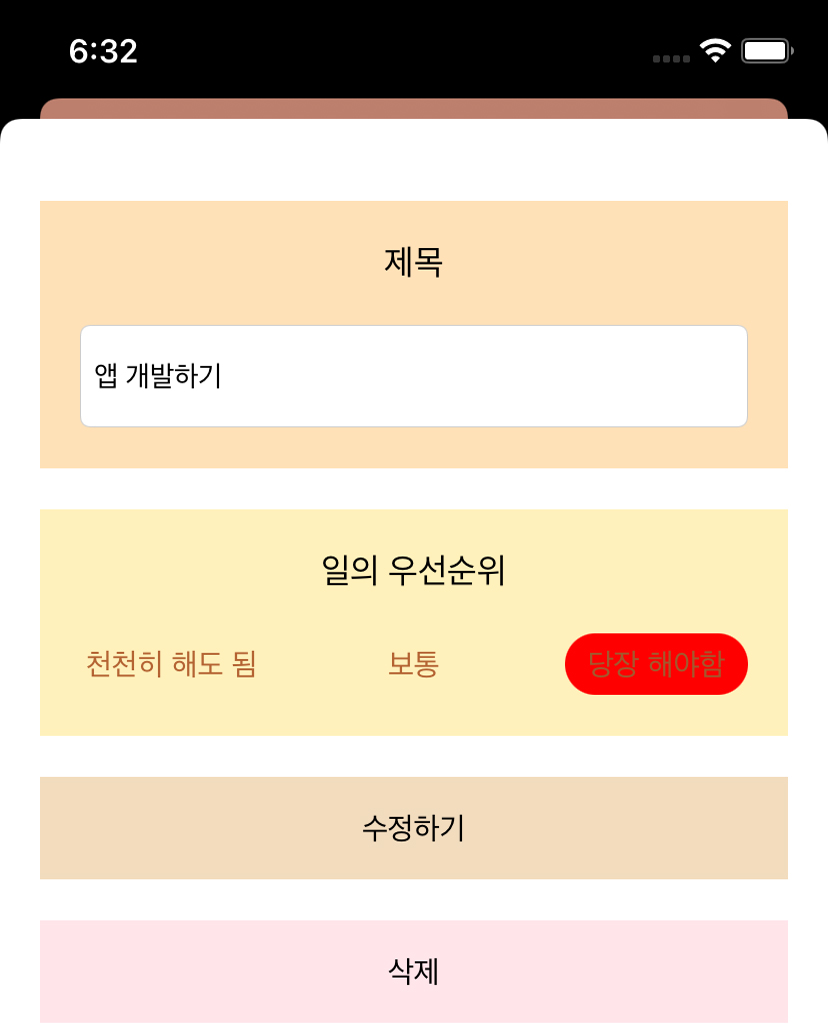 6:32
제목
앱 개발하기
일의 우선순위
천천히 해도 됨 보통 당장 해야함
수정하기
삭제